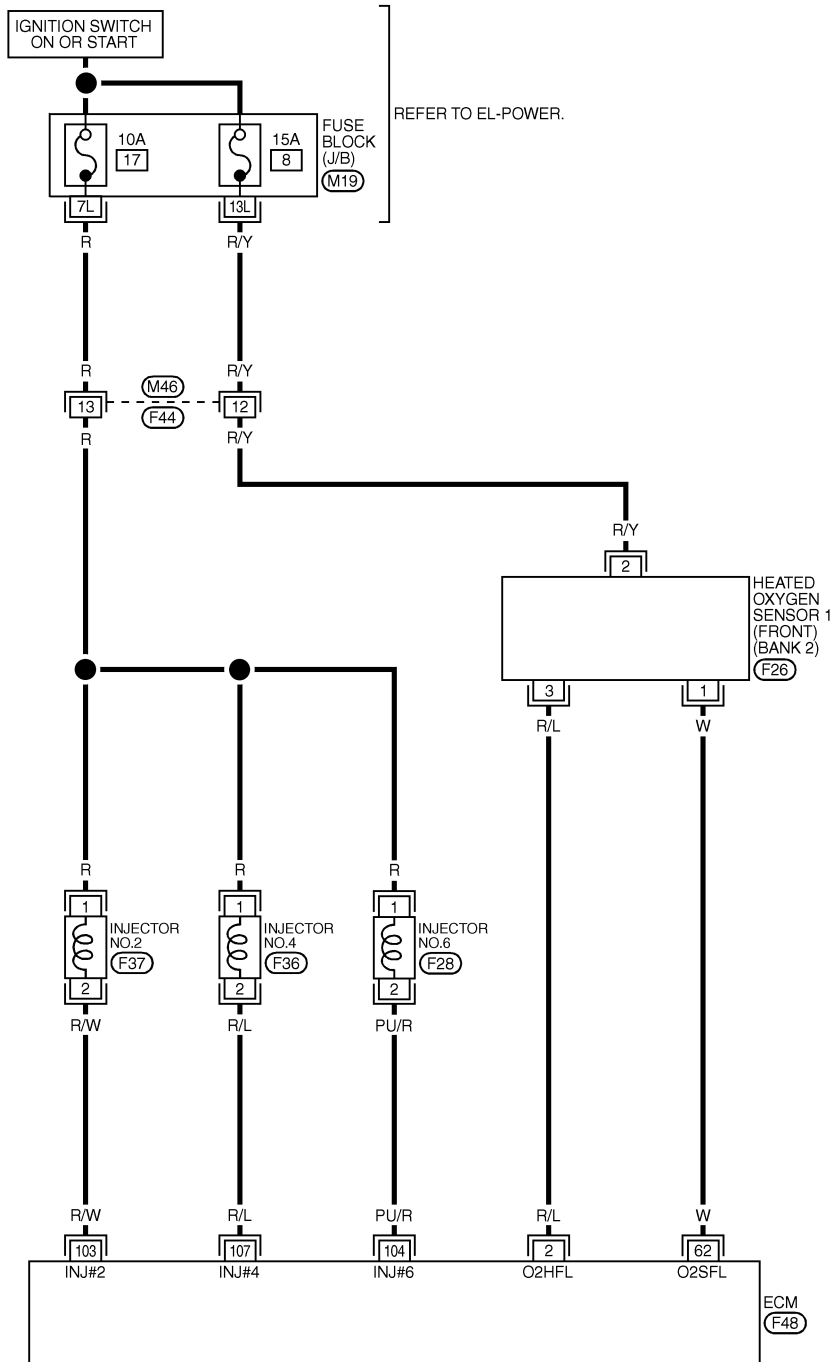 IGNITION SWITCH
ON OR START
REFER TO EL-POWER.
10A
17
15A
8
FUSE
BLOCK
(J/B)
M19
7L
13L
R
R/Y
R
R/Y
M46
13
12
F44
R
R/Y
R/Y
2
HEATED
OXYGEN
SENSOR 1
(FRONT)
(BANK 2)
F26
3
1
R/L
W
R
R
R
1
1
1
INJECTOR
NO.2
F37
INJECTOR
NO.4
F36
INJECTOR
NO.6
F28
2
2
2
R/W
R/L
PU/R
R/W
R/L
PU/R
R/L
W
103
107
104
2
62
INJ#2
INJ#4
INJ#6
O2HFL
O2SFL
ECM
F48